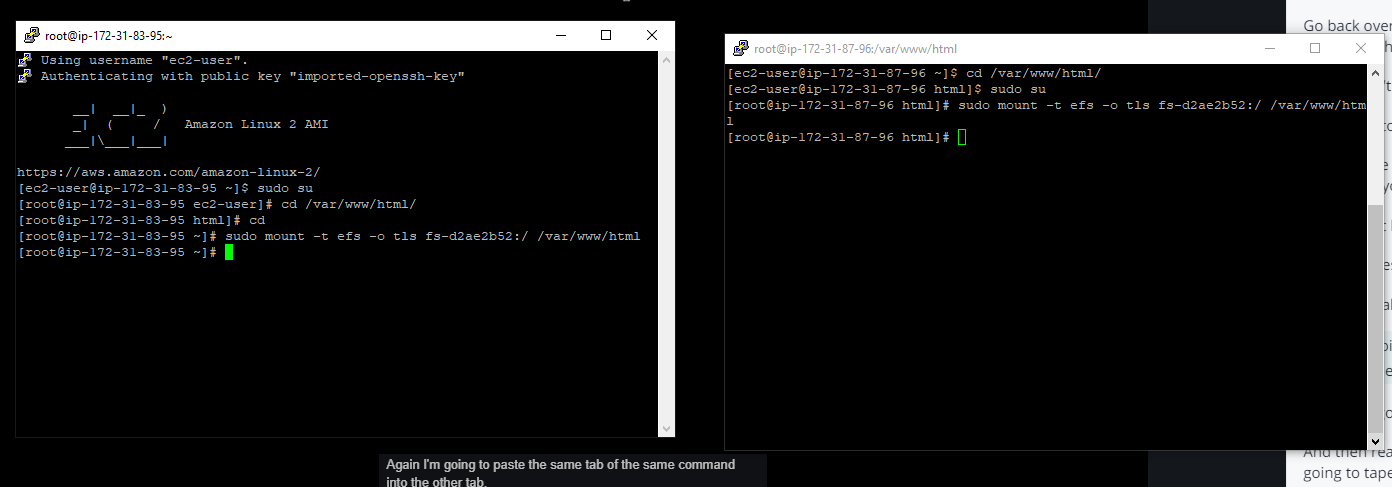 root@ip-172-31-83-95:~
Using username "ec2-user".
Authenticating with public key "imported-openssh-key"
__|  __|_  )
_|  (     /   Amazon Linux 2 AMI
___|\___|___|
https://aws.amazon.com/amazon-linux-2/
[ec2-user@ip-172-31-83-95 ~]$ sudo su
[root@ip-172-31-83-95 ec2-user]# cd /var/www/html/
[root@ip-172-31-83-95 html]# cd
[root@ip-172-31-83-95 ~]# sudo mount -t efs -o tls fs-d2ae2b52:/ /var/www/html
[root@ip-172-31-83-95 ~]#
root@ip-172-31-87-96:/var/www/html
[ec2-user@ip-172-31-87-96 ~]$ cd /var/www/html/
[ec2-user@ip-172-31-87-96 html]$ sudo su
[root@ip-172-31-87-96 html]# sudo mount -t efs -o tls fs-d2ae2b52:/ /var/www/htm
l
[root@ip-172-31-87-96 html]#
Again I'm going to paste the same tab of the same command
into the other tab.
Go back over
And then rea
going to tape